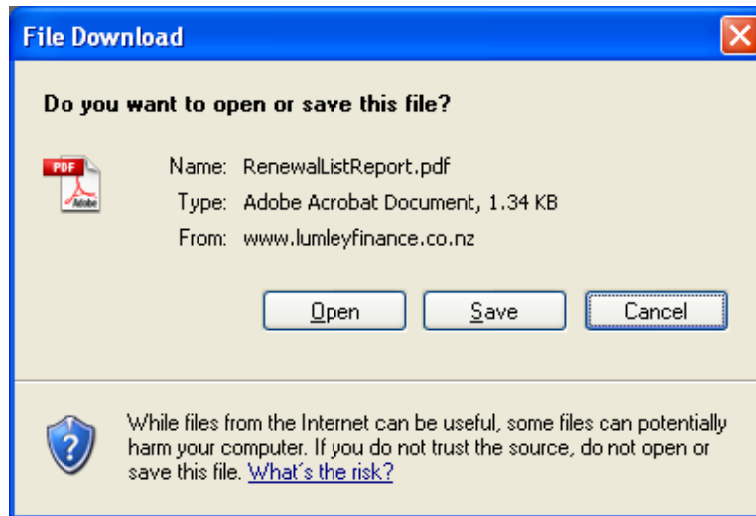 File Download
Do you want to open or save this file?
PDF
Adobe
Name: RenewalListReport.pdf
Type: Adobe Acrobat Document, 1.34 KB
From: www.lumleyfinance.co.nz
Open Save Cancel
While files from the Internet can be useful, some files can potentially
harm your computer. If you do not trust the source, do not open or
save this file. What's the risk?